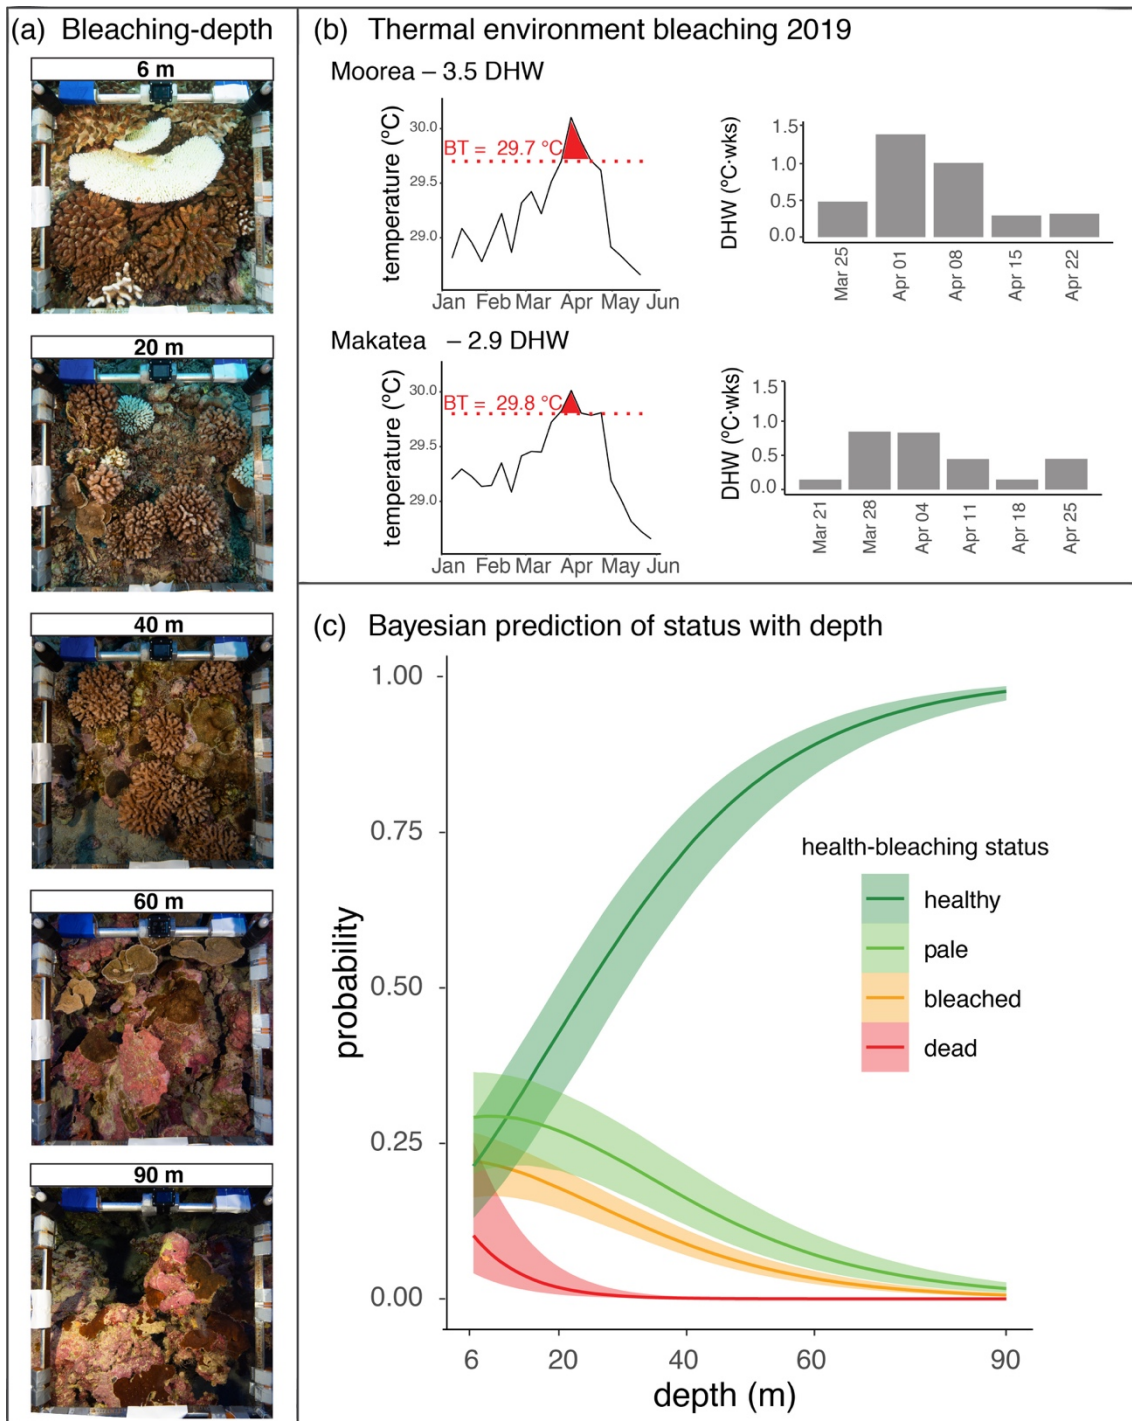 (a) Bleaching-depth
6 m
20 m
40 m
60 m
90 m
(b) Thermal environment bleaching 2019
Moorea – 3.5 DHW
temperature (ºC)
30.0
29.5
29.0
BT = 29.7 ºC
Jan Feb Mar Apr May Jun
DHW (ºC·wks)
1.5
1.0
0.5
0.0
Mar 25
Apr 01
Apr 08
Apr 15
Apr 22
Makatea – 2.9 DHW
temperature (ºC)
30.0
29.5
29.0
BT = 29.8 ºC
Jan Feb Mar Apr May Jun
DHW (ºC·wks)
1.5
1.0
0.5
0.0
Mar 21
Mar 28
Apr 04
Apr 11
Apr 18
Apr 25
(c) Bayesian prediction of status with depth
probability
1.00
0.75
0.50
0.25
0.00
health-bleaching status
healthy
pale
bleached
dead
6 20 40 60 90
depth (m)